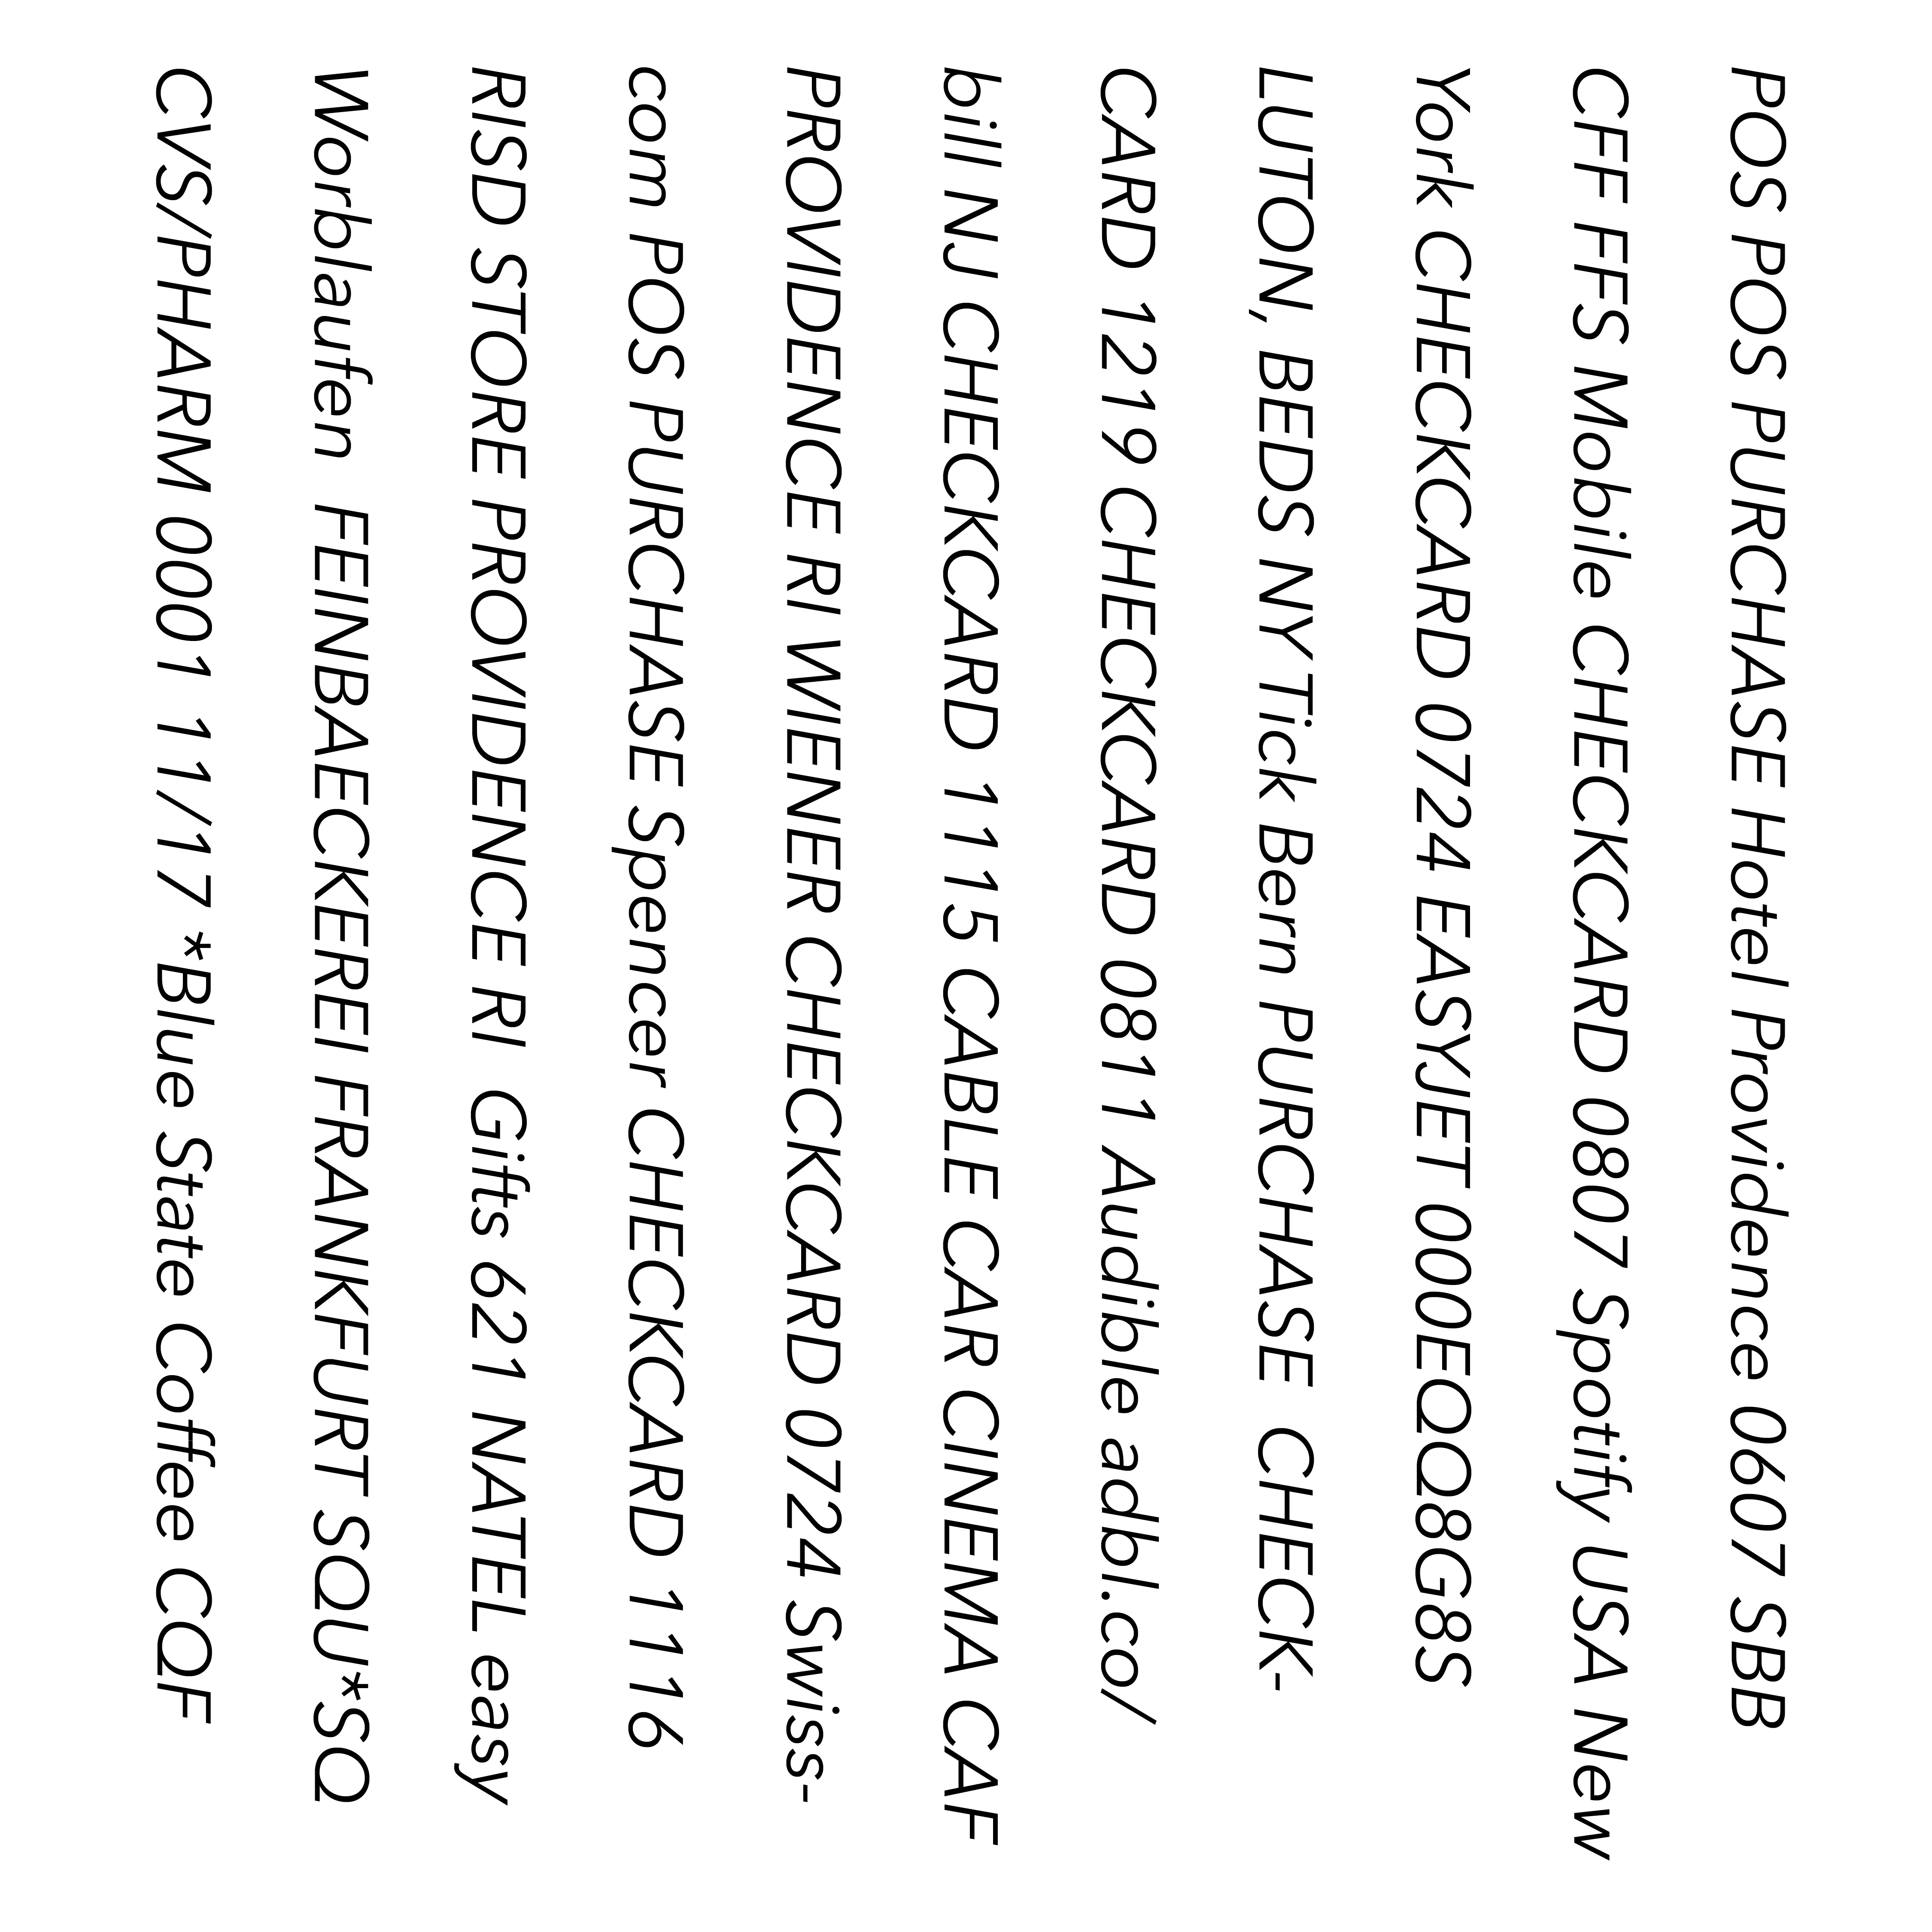 POS POS PURCHASE Hotel Providence 0607 SBB
CFF FFS Mobile CHECKCARD 0807 Spotify USA New
York CHECKCARD 0724 EASYJET 000EQQ8G8S
LUTON, BEDS NY Tick Bern PURCHASE  CHECK-
CARD 1219 CHECKCARD 0811 Audible adbl.co/
bill NJ CHECKCARD 1115 CABLE CAR CINEMA CAF
PROVIDENCE RI WIENER CHECKCARD 0724 Swiss-
com POS PURCHASE Spencer CHECKCARD 1116
RISD STORE PROVIDENCE RI  Gifts 621 NATEL easy
Worblaufen  FEINBAECKEREI FRANKFURT SQU*SQ
CVS/PHARM 0001 11/17 *Blue State Coffee CQF